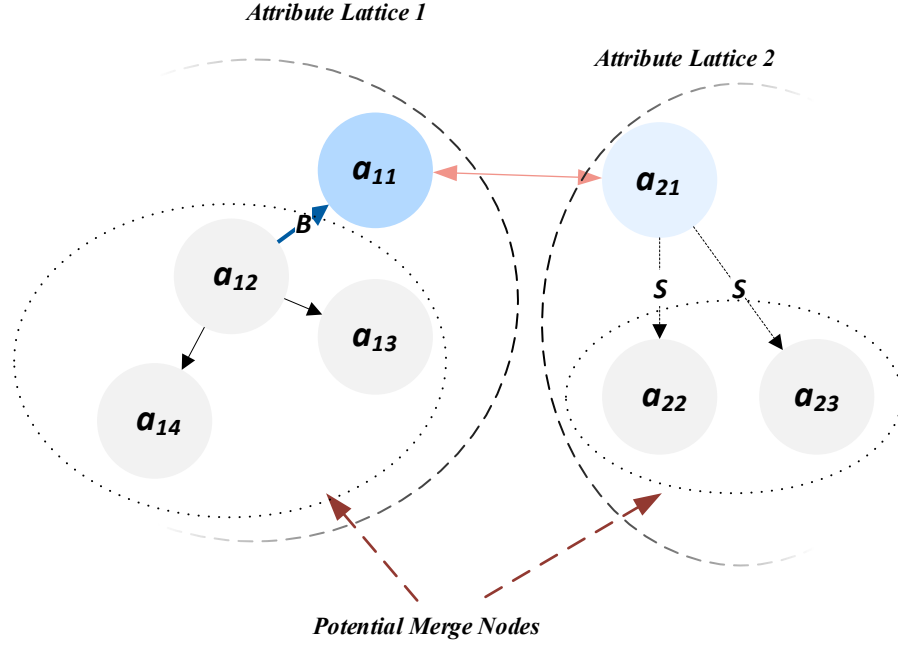 Attribute Lattice 1
Attribute Lattice 2
a11
a21
B
a12
S S
a13
a22
a23
a14
Potential Merge Nodes